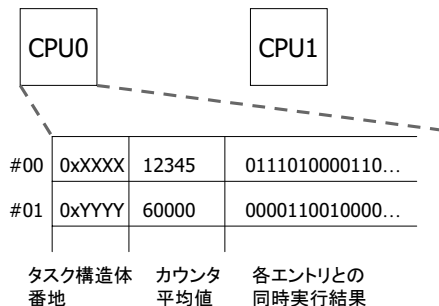 CPU0 CPU1
#00 0xXXXX 12345 0111010000110...
#01 0xYYYY 60000 0000110010000...
タスク構造体 カウンタ 各エントリとの
番地 平均値 同時実行結果